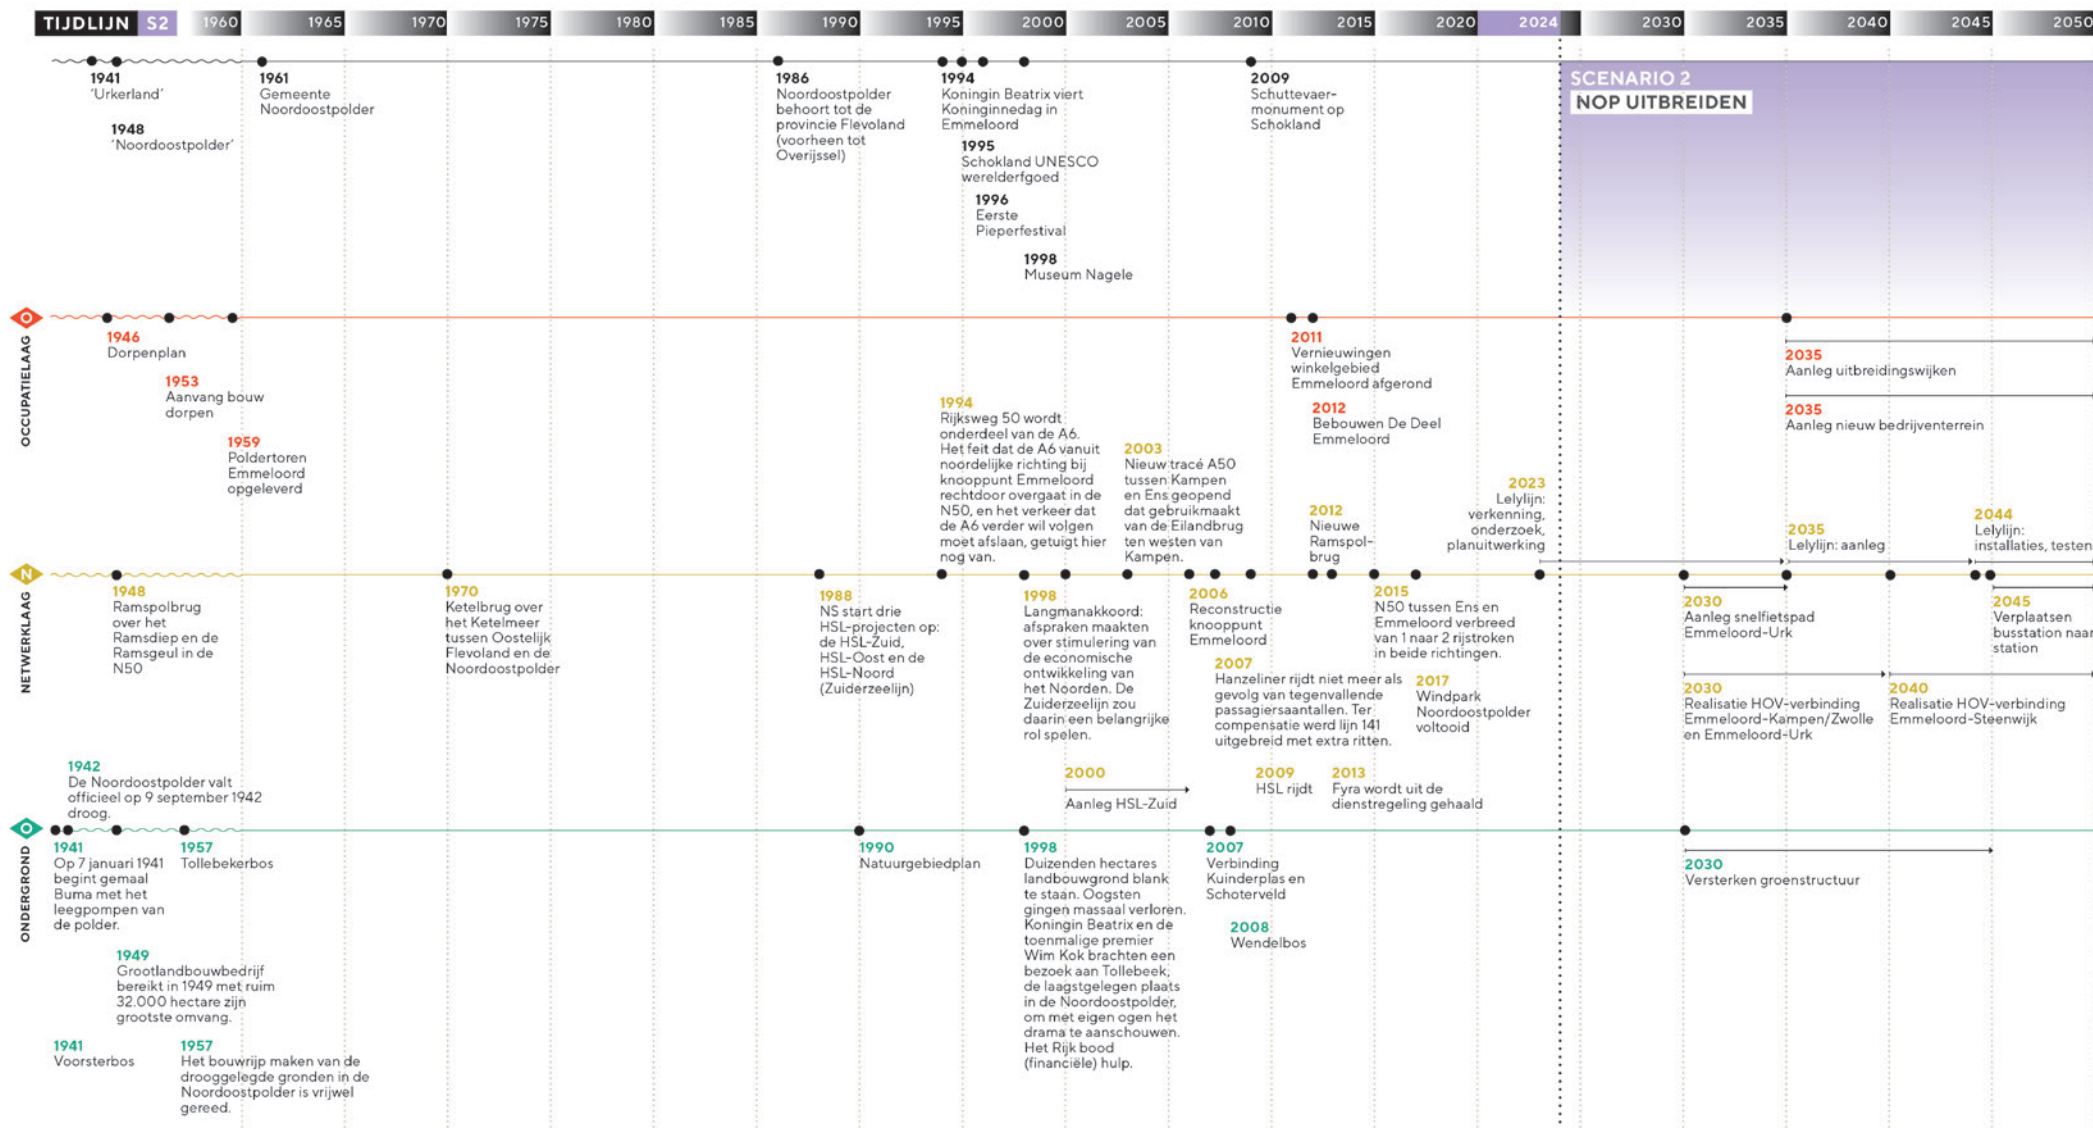 TIJDLIJN S2 1960 1965 1970 1975 1980 1985 1990 1995 2000 2005 2010 2015 2020 2024 2030 2035 2040 2045 2050
1941
'Urkerland'
1948
'Noordoostpolder'
1961
Gemeente
Noordoostpolder
1986
Noordoostpolder
behoort tot de
provincie Flevoland
(voorheen tot
Overijssel)
1994
Koningin Beatrix viert
Koninginnedag in
Emmeloord
1995
Schokland UNESCO
werelderfgoed
1996
Eerste
Pieperfestival
1998
Museum Nagele
2009
Schuttevaer-
monument op
Schokland
SCENARIO 2
NOP UITBREIDEN
O
OCCUPATIELAAG
1946
Dorpenplan
1953
Aanvang bouw
dorpen
1959
Poldertoren
Emmeloord
opgeleverd
2011
Vernieuwingen
winkelgebied
Emmeloord afgerond
2012
Bebouwen De Deel
Emmeloord
2035
Aanleg uitbreidingswijken
2035
Aanleg nieuw bedrijventerrein
N
NETWERKLAAG
1948
Ramspolbrug
over het
Ramsdiep en de
Ramsgeul in de
N50
1970
Ketelbrug over
het Ketelmeer
tussen Oostelijk
Flevoland en de
Noordoostpolder
1988
NS start drie
HSL-projecten op:
de HSL-Zuid,
HSL-Oost en de
HSL-Noord
(Zuiderzeelijn)
1994
Rijksweg 50 wordt
onderdeel van de A6.
Het feit dat de A6 vanuit
noordelijke richting bij
knooppunt Emmeloord
rechtdoor overgaat in de
N50, en het verkeer dat
de A6 verder wil volgen
moet afslaan, getuigt hier
nog van.
1998
Langmanakkoord:
afspraken maakten
over stimulering van
de economische
ontwikkeling van
het Noorden. De
Zuiderzeelijn zou
daarin een belangrijke
rol spelen.
2000
Aanleg HSL-Zuid
2003
Nieuw tracé A50
tussen Kampen
en Ens geopend
dat gebruikmaakt
van de Eilandbrug
ten westen van
Kampen.
2006
Reconstructie
knooppunt
Emmeloord
2007
Hanzeliner rijdt niet meer als
gevolg van tegenvallende
passagiersaantallen. Ter
compensatie werd lijn 141
uitgebreid met extra ritten.
2009
HSL rijdt
2012
Nieuwe
Ramspol-
brug
2013
Fyra wordt uit de
dienstregeling gehaald
2015
N50 tussen Ens en
Emmeloord verbreed
van 1 naar 2 rijstroken
in beide richtingen.
2017
Windpark
Noordoostpolder
voltooid
2023
Lelylijn:
verkenning,
onderzoek,
planuitwerking
2035
Lelylijn: aanleg
2044
Lelylijn:
installaties, testen
2030
Aanleg snelfietspad
Emmeloord-Urk
2030
Realisatie HOV-verbinding
Emmeloord-Kampen/Zwolle
en Emmeloord-Urk
2040
Realisatie HOV-verbinding
Emmeloord-Steenwijk
2045
Verplaatsen
busstation naar
station
O
ONDERGROND
1942
De Noordoostpolder valt
officieel op 9 september 1942
droog.
1941
Op 7 januari 1941
begint gemaal
Buma met het
leegpompen van
de polder.
1957
Tollebekerbos
1949
Grootlandbouwbedrijf
bereikt in 1949 met ruim
32.000 hectare zijn
grootste omvang.
1941
Voorsterbos
1957
Het bouwrijp maken van de
drooggelegde gronden in de
Noordoostpolder is vrijwel
gereed.
1990
Natuurgebiedplan
1998
Duizenden hectares
landbouwgrond blank
te staan. Oogsten
gingen massaal verloren.
Koningin Beatrix en de
toenmalige premier
Wim Kok brachten een
bezoek aan Tollebeek,
de laagstgelegen plaats
in de Noordoostpolder,
om met eigen ogen het
drama te aanschouwen.
Het Rijk bood
(financiële) hulp.
2007
Verbinding
Kuinderplas en
Schoterveld
2008
Wendelbos
2030
Versterken groenstructuur